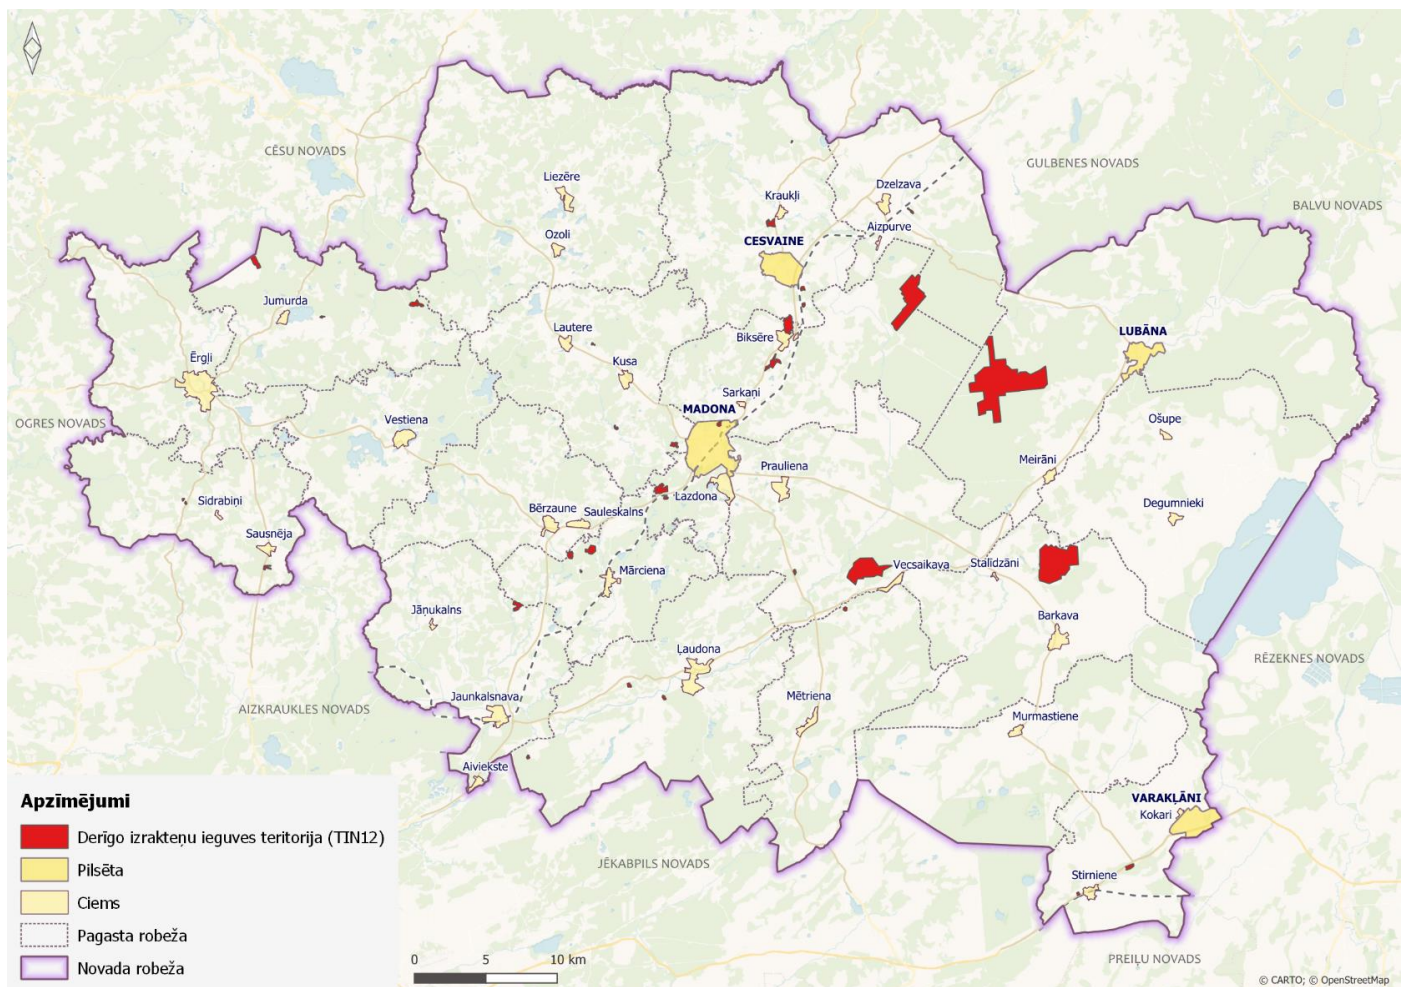 CĒSU NOVADS
GULBENES NOVADS
Liezēre
Kraukļi
Dzelzava
BALVU NOVADS
Ozoli
CESVAINE
Aizpurve
Jumurda
Lautere
Biksēre
LUBĀNA
Ērgļi
Kusa
Sarkaņi
MADONA
OGRES NOVADS
Vestiena
Ošupe
Prauliena
Meirāni
Sidrabiņi
Lazdona
Degumnieki
Bērzaune
Sauleskalns
Sausnēja
Mārciena
Vecsaikava
Stalīdzāni
Jāņukalns
Barkava
Ļaudona
RĒZEKNES NOVADS
Jaunkalsnava
Mētriena
AIZKRAUKLES NOVADS
Murmastiene
Aiviekste
VARAKĻĀNI
Kokari
JĒKABPILS NOVADS
Stirniene
PREIĻU NOVADS
Apzīmējumi
Derīgo izrakteņu ieguves teritorija (TIN12)
Pilsēta
Ciems
Pagasta robeža
Novada robeža
0 5 10 km
© CARTO; © OpenStreetMap